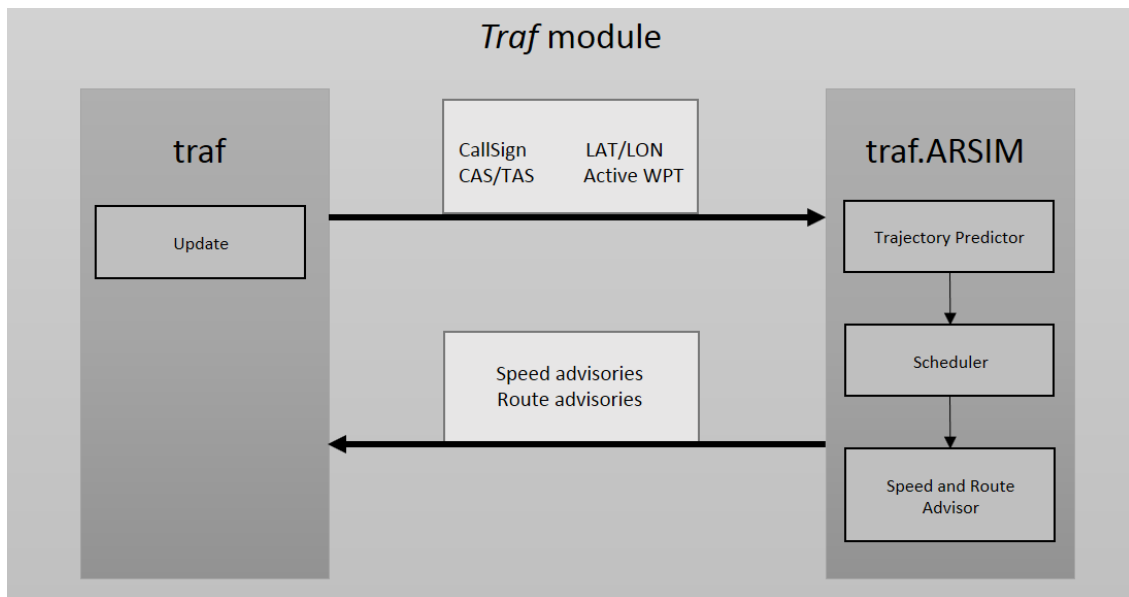 Traf module
traf
Update
CallSign LAT/LON
CAS/TAS Active WPT
Speed advisories
Route advisories
traf.ARSIM
Trajectory Predictor
Scheduler
Speed and Route
Advisor